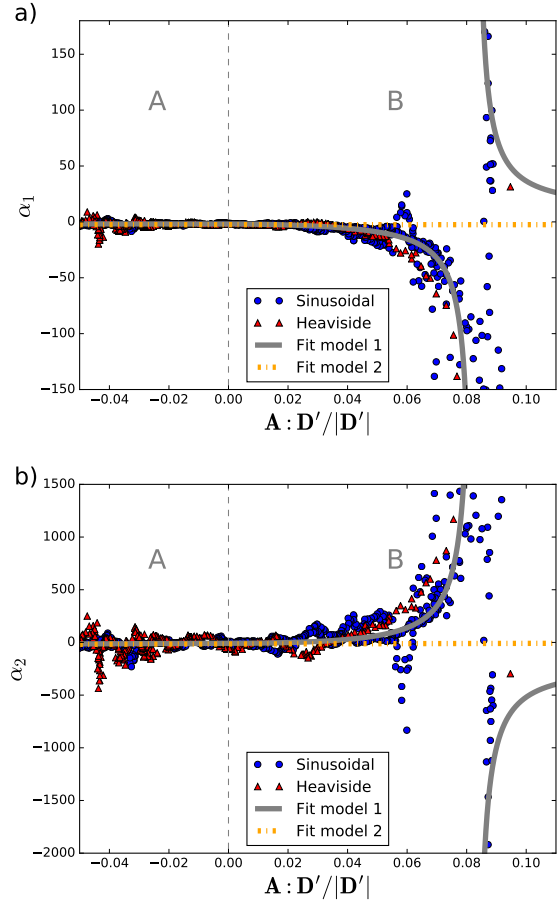 a)
150
100
50
0
−50
−100
−150
α₁
A
B
Sinusoidal
Heaviside
Fit model 1
Fit model 2
−0.04 −0.02 0.00 0.02 0.04 0.06 0.08 0.10
A : D′/|D′|
b)
1500
1000
500
0
−500
−1000
−1500
−2000
α₂
A
B
Sinusoidal
Heaviside
Fit model 1
Fit model 2
−0.04 −0.02 0.00 0.02 0.04 0.06 0.08 0.10
A : D′/|D′|